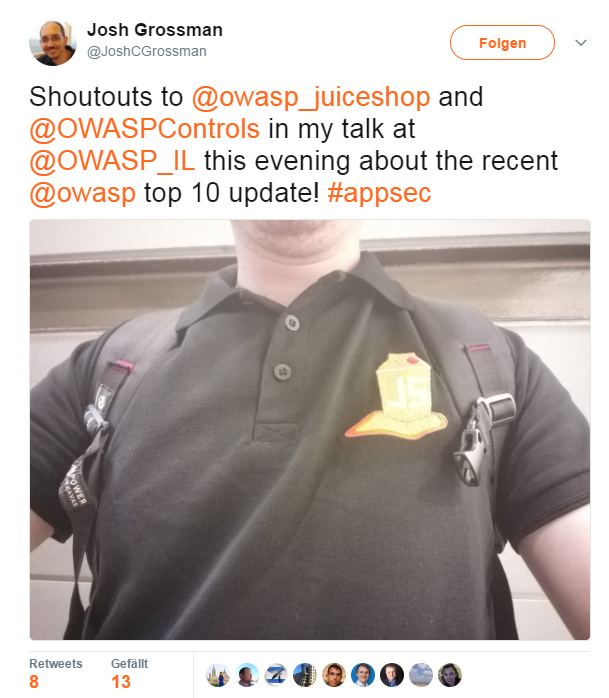 Josh Grossman
@JoshCGrossman
Folgen
Shoutouts to @owasp_juiceshop and
@OWASPControls in my talk at
@OWASP_IL this evening about the recent
@owasp top 10 update! #appsec
JS
POWER
Retweets
8
Gefällt
13